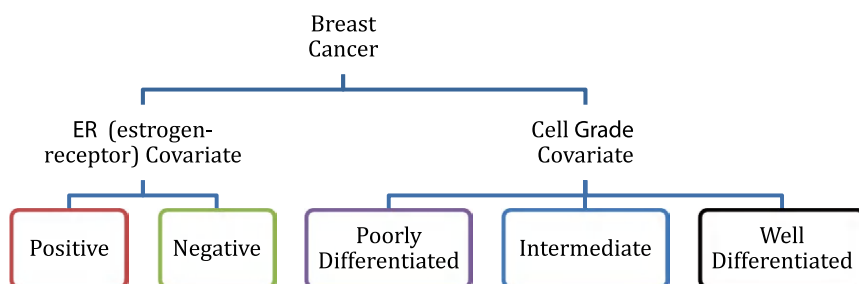 Breast
Cancer
ER (estrogen-
receptor) Covariate
Cell Grade
Covariate
Positive
Negative
Poorly
Differentiated
Intermediate
Well
Differentiated